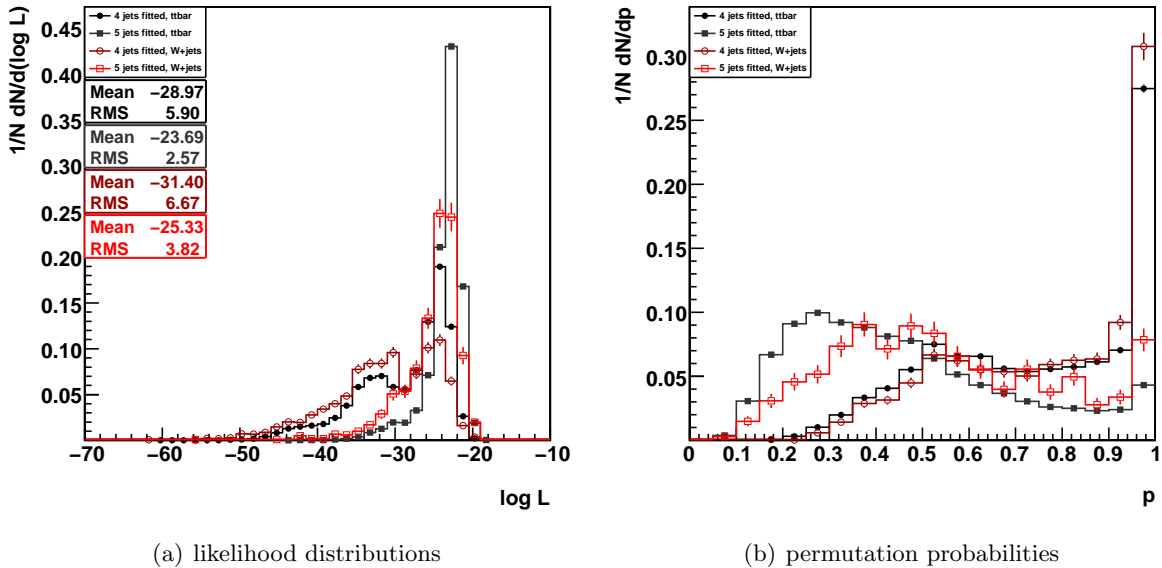 1/N dN/d(log L)
4 jets fitted, ttbar
5 jets fitted, ttbar
4 jets fitted, W+jets
5 jets fitted, W+jets
Mean −28.97
RMS 5.90
Mean −23.69
RMS 2.57
Mean −31.40
RMS 6.67
Mean −25.33
RMS 3.82
0.45
0.40
0.35
0.30
0.25
0.20
0.15
0.10
0.05
−70 −60 −50 −40 −30 −20 −10
log L
(a) likelihood distributions
1/N dN/dp
4 jets fitted, ttbar
5 jets fitted, ttbar
4 jets fitted, W+jets
5 jets fitted, W+jets
0.30
0.25
0.20
0.15
0.10
0.05
0 0.1 0.2 0.3 0.4 0.5 0.6 0.7 0.8 0.9 1
p
(b) permutation probabilities